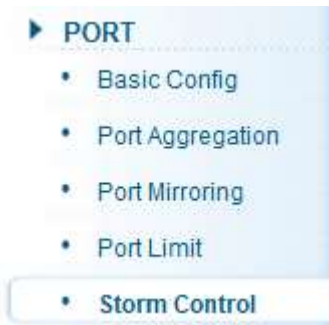 PORT
Basic Config
Port Aggregation
Port Mirroring
Port Limit
Storm Control